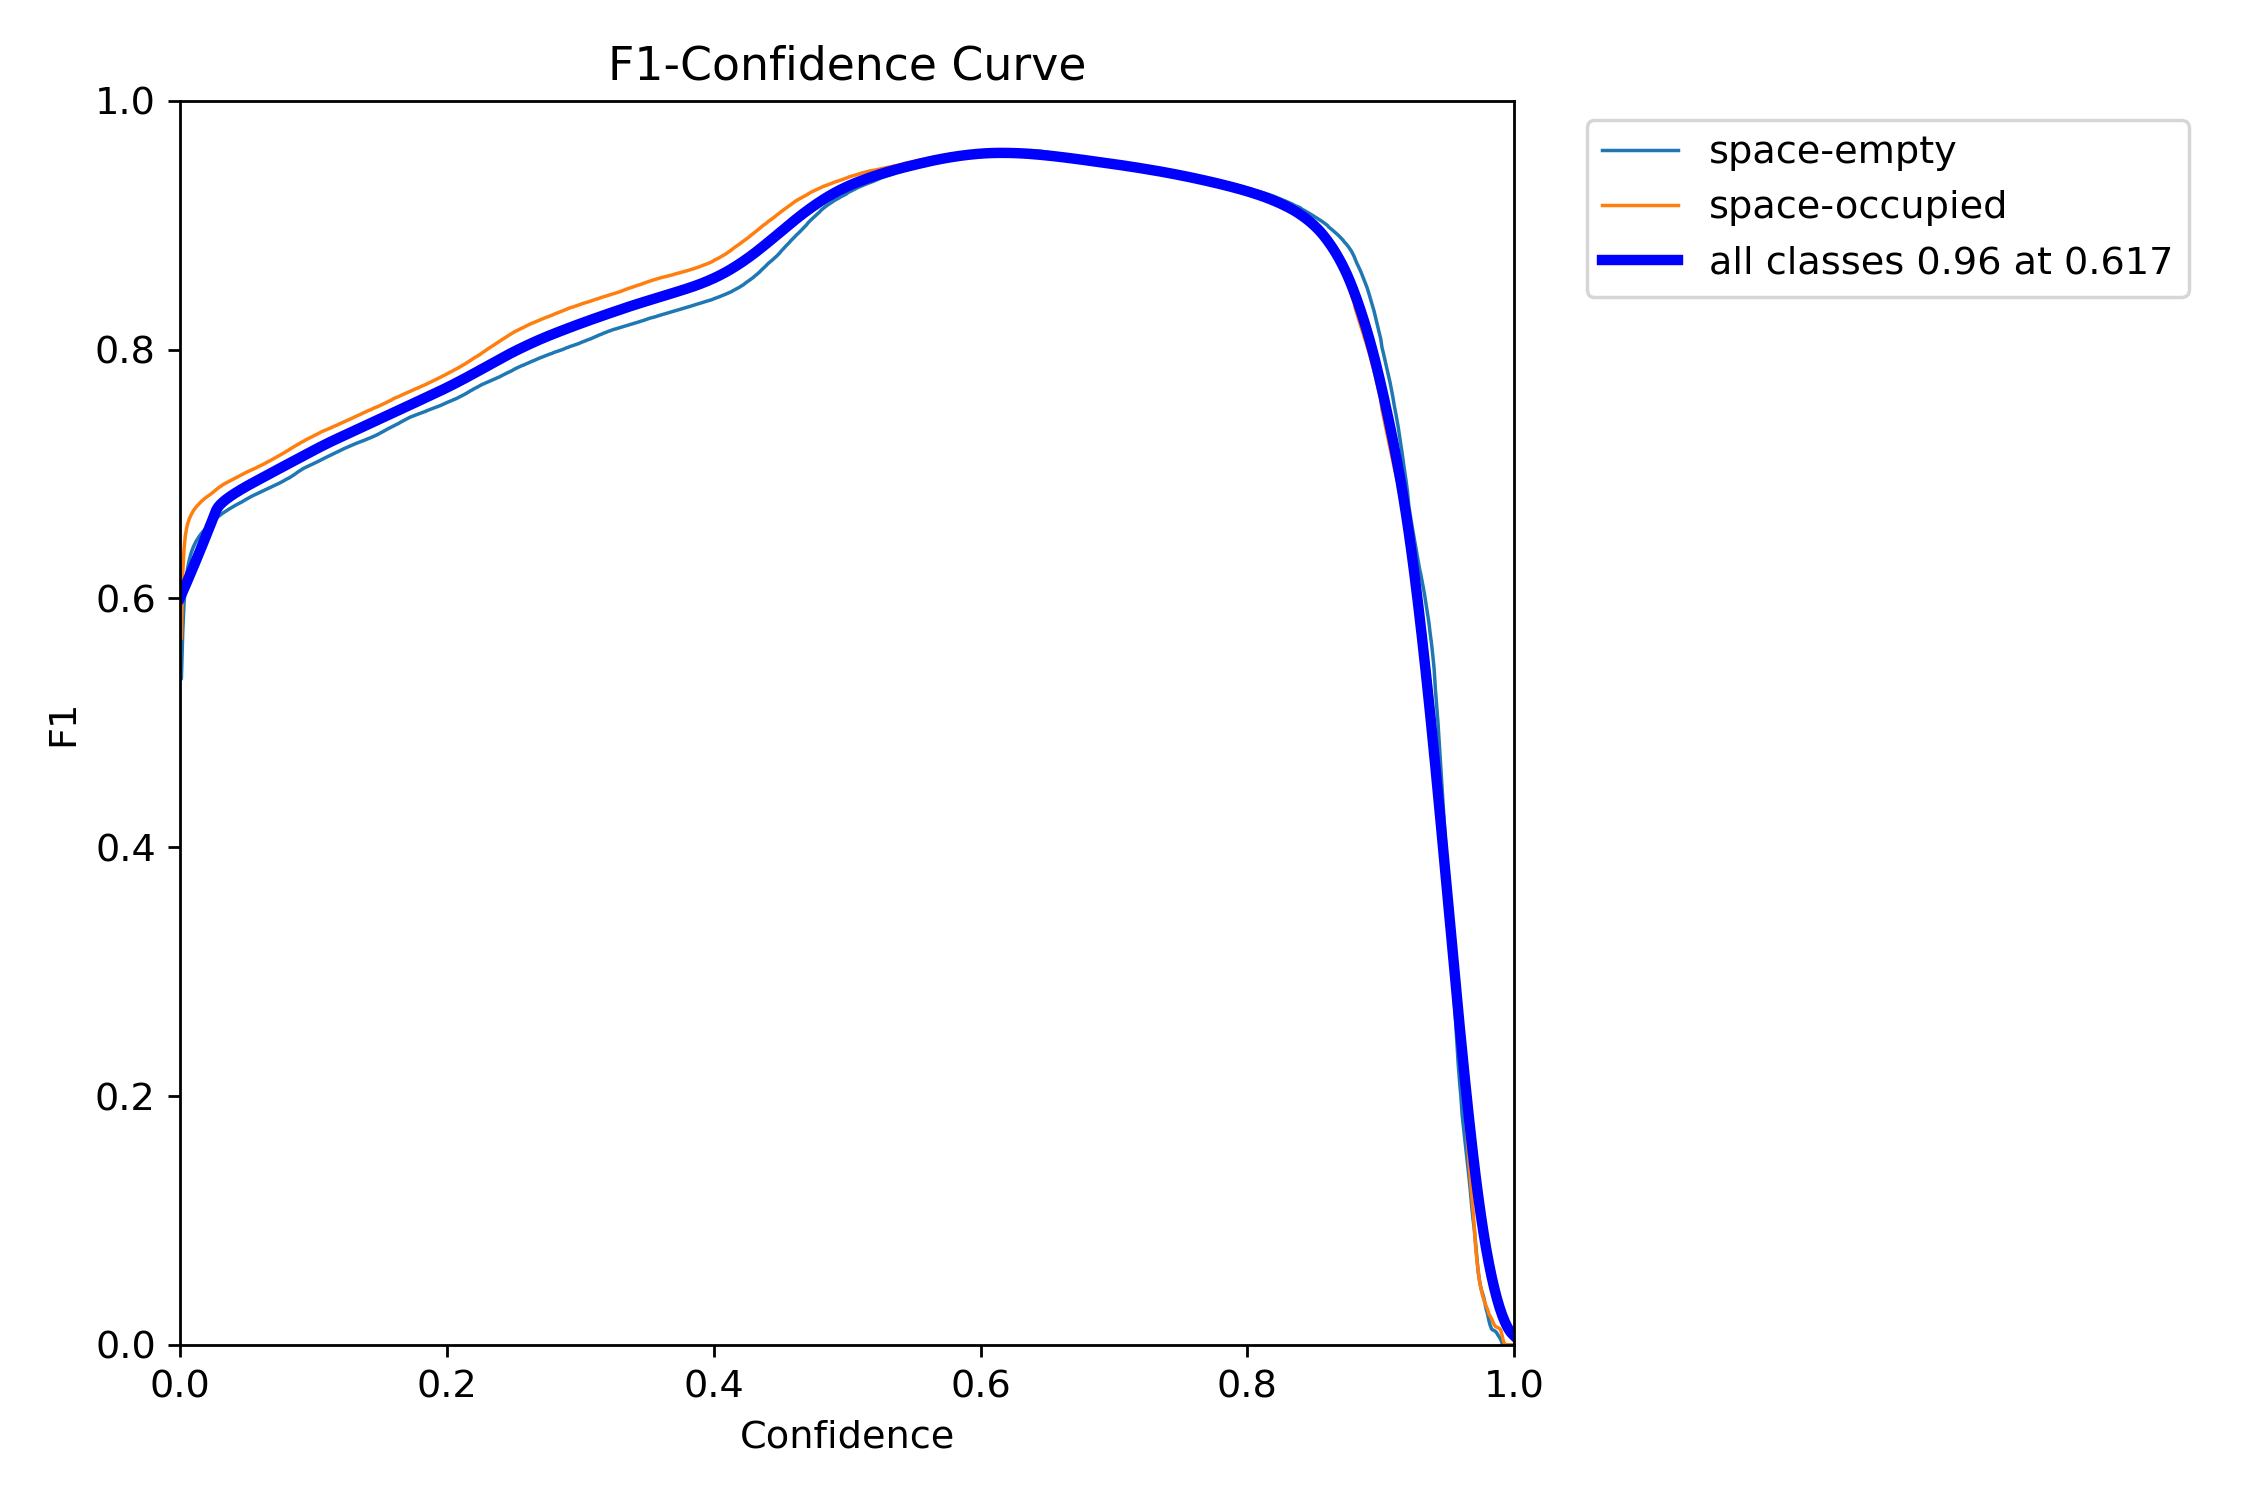 F1-Confidence Curve
1.0
0.8
0.6
0.4
0.2
0.0
F1
0.0 0.2 0.4 0.6 0.8 1.0
Confidence
space-empty
space-occupied
all classes 0.96 at 0.617